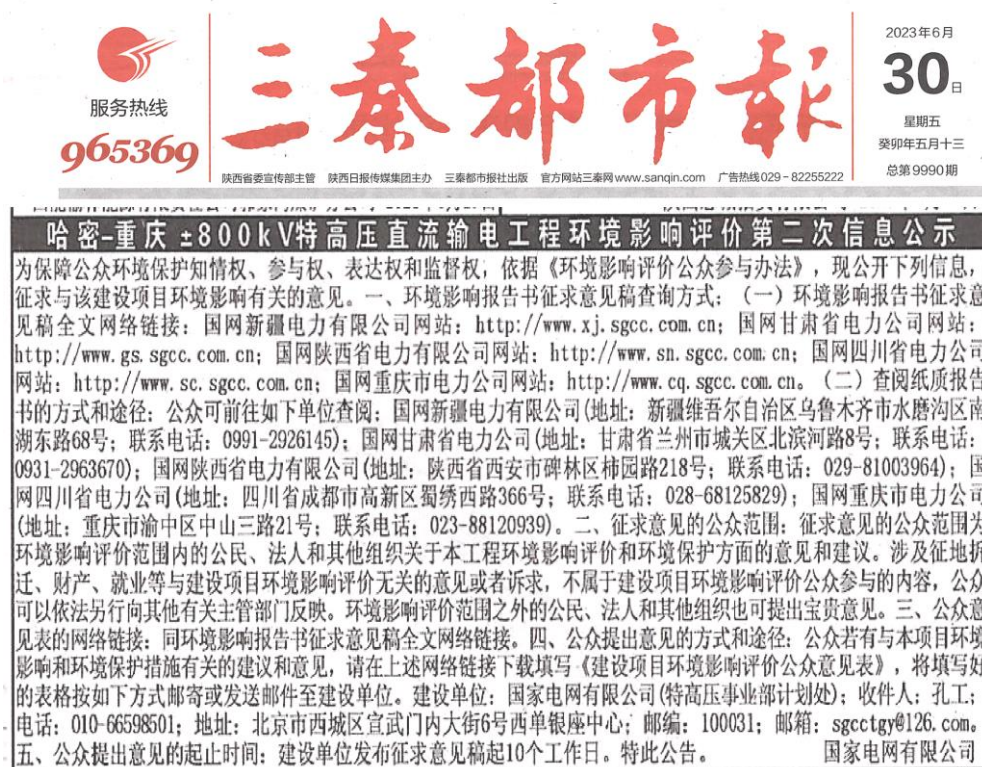 服务热线
965369
三秦都市报
2023年6月
30日
星期五
癸卯年五月十三
总第9990期
陕西省委宣传部主管 陕西日报传媒集团主办 三秦都市报社出版 官方网站三秦网www.sanqin.com 广告热线029-82255222
哈密-重庆 ±800kV特高压直流输电工程环境影响评价第二次信息公示
为保障公众环境保护知情权、参与权、表达权和监督权，依据《环境影响评价公众参与办法》，现公开下列信息，
征求与该建设项目环境影响有关的意见。一、环境影响报告书征求意见稿查询方式：（一）环境影响报告书征求意
见稿全文网络链接：国网新疆电力有限公司网站：http://www.xj.sgcc.com.cn；国网甘肃省电力公司网站：
http://www.gs.sgcc.com.cn；国网陕西省电力有限公司网站：http://www.sn.sgcc.com.cn；国网四川省电力公司
网站：http://www.sc.sgcc.com.cn；国网重庆市电力公司网站：http://www.cq.sgcc.com.cn。（二）查阅纸质报告
书的方式和途径：公众可前往如下单位查阅：国网新疆电力有限公司(地址：新疆维吾尔自治区乌鲁木齐市水磨沟区南
湖东路68号；联系电话：0991-2926145)；国网甘肃省电力公司(地址：甘肃省兰州市城关区北滨河路8号；联系电话：
0931-2963670)；国网陕西省电力有限公司(地址：陕西省西安市碑林区柿园路218号；联系电话：029-81003964)；国
网四川省电力公司(地址：四川省成都市高新区蜀绣西路366号；联系电话：028-68125829)；国网重庆市电力公司
(地址：重庆市渝中区中山三路21号；联系电话：023-88120939)。二、征求意见的公众范围：征求意见的公众范围为
环境影响评价范围内的公民、法人和其他组织关于本工程环境影响评价和环境保护方面的意见和建议。涉及征地拆
迁、财产、就业等与建设项目环境影响评价无关的意见或者诉求，不属于建设项目环境影响评价公众参与的内容，公众
可以依法另行向其他有关主管部门反映。环境影响评价范围之外的公民、法人和其他组织也可提出宝贵意见。三、公众意
见表的网络链接：同环境影响报告书征求意见稿全文网络链接。四、公众提出意见的方式和途径：公众若有与本项目环境
影响和环境保护措施有关的建议和意见，请在上述网络链接下载填写《建设项目环境影响评价公众意见表》，将填写好
的表格按如下方式邮寄或发送邮件至建设单位。建设单位：国家电网有限公司(特高压事业部计划处)；收件人：孔工；
电话：010-66598501；地址：北京市西城区宣武门内大街6号西单银座中心；邮编：100031；邮箱：sgcctgy@126.com。
五、公众提出意见的起止时间：建设单位发布征求意见稿起10个工作日。特此公告。 国家电网有限公司